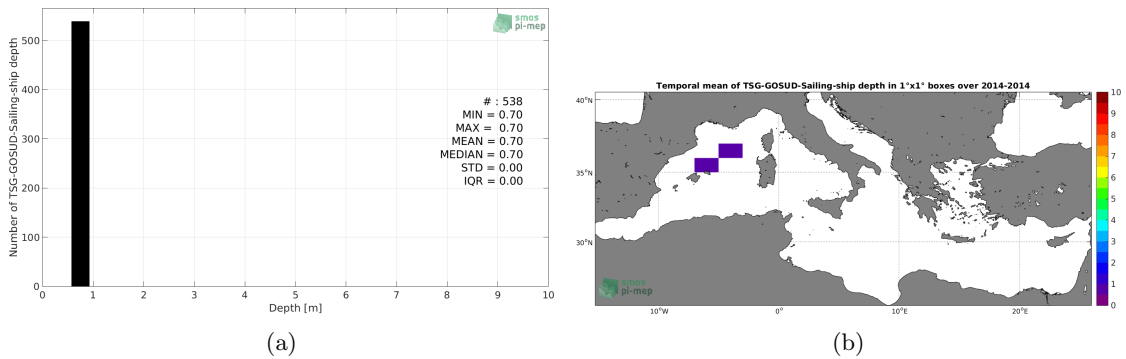 smos
pi-mep
500
400
300
200
100
0
Number of TSG-GOSUD-Sailing-ship depth
# : 538
MIN = 0.70
MAX = 0.70
MEAN = 0.70
MEDIAN = 0.70
STD = 0.00
IQR = 0.00
0 1 2 3 4 5 6 7 8 9 10
Depth [m]
(a)
Temporal mean of TSG-GOSUD-Sailing-ship depth in 1°x1° boxes over 2014-2014
40°N
35°N
30°N
10°W 0° 10°E 20°E
smos
pi-mep
10
9
8
7
6
5
4
3
2
1
0
(b)